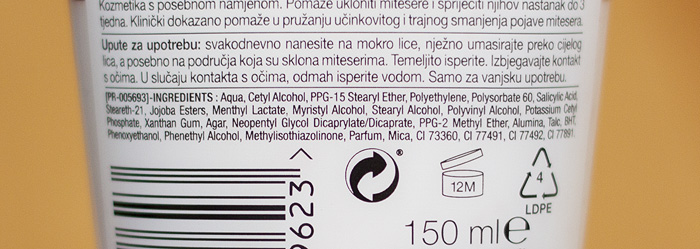 Kozmetika s posebnom namjenom. Pomaže ukloniti mitesere i spriječiti njihov nastanak do 3
tjedna. Klinički dokazano pomaže u pružanju učinkovitog i trajnog smanjenja pojave mitesera.
Upute za upotrebu: svakodnevno nanesite na mokro lice, nježno umasirajte preko cijelog
lica, a posebno na područja koja su sklona miteserima. Temeljito isperite. Izbjegavajte kontakt
s očima. U slučaju kontakta s očima, odmah isperite vodom. Samo za vanjsku upotrebu.
[PR-005693]-INGREDIENTS : Aqua, Cetyl Alcohol, PPG-15 Stearyl Ether, Polyethylene, Polysorbate 60, Salicylic Acid,
Steareth-21, Jojoba Esters, Menthyl Lactate, Myristyl Alcohol, Stearyl Alcohol, Polyvinyl Alcohol, Potassium Cetyl
Phosphate, Xanthan Gum, Agar, Neopentyl Glycol Dicaprylate/Dicaprate, PPG-2 Methyl Ether, Alumina, Talc, BHT,
Phenoxyethanol, Phenethyl Alcohol, Methylisothiazolinone, Parfum, Mica, CI 73360, CI 77491, CI 77492, CI 77891.
9623 >
®
12M
4
LDPE
150 ml℮